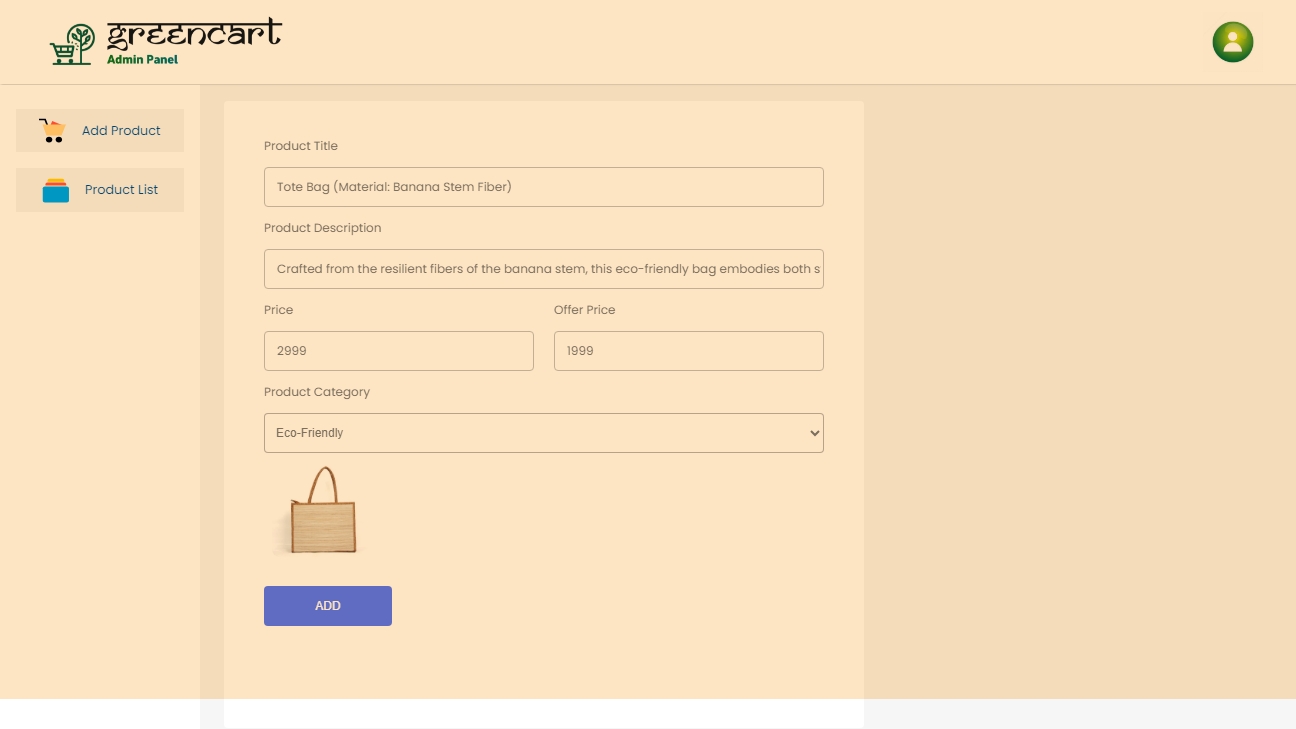 greencart
Admin Panel
Add Product
Product List
Product Title
Tote Bag (Material: Banana Stem Fiber)
Product Description
Crafted from the resilient fibers of the banana stem, this eco-friendly bag embodies both s
Price
Offer Price
2999
1999
Product Category
Eco-Friendly
ADD